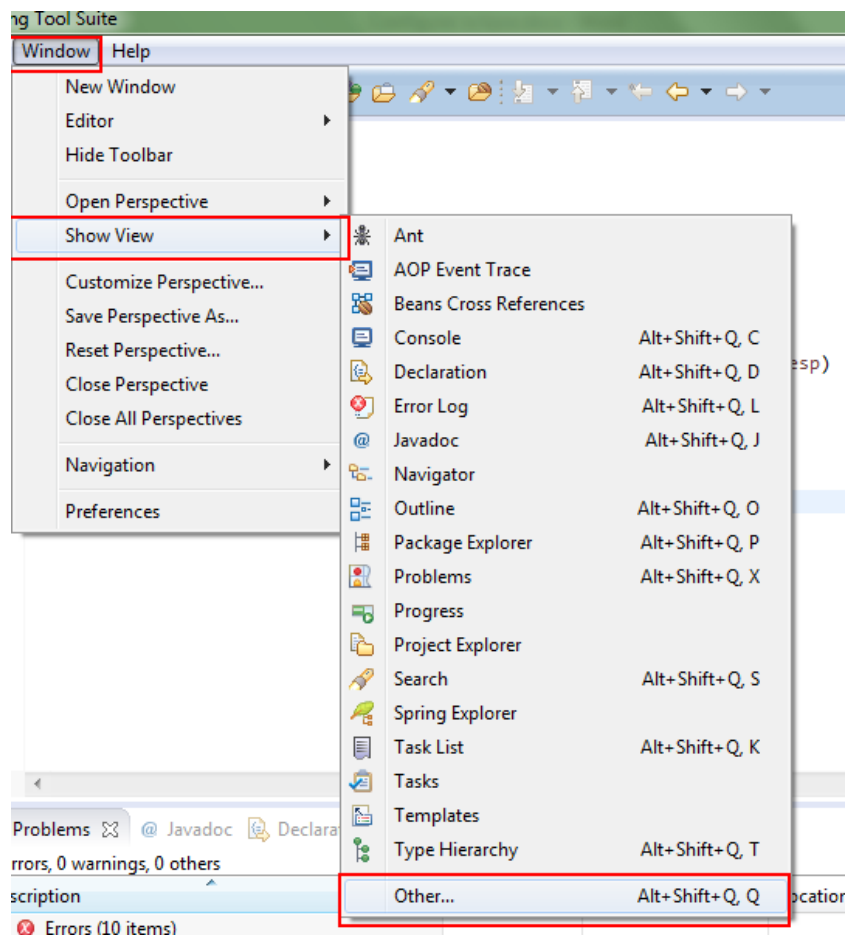 ng Tool Suite
Window Help
New Window
Editor
Hide Toolbar
Open Perspective
Show View
Customize Perspective...
Save Perspective As...
Reset Perspective...
Close Perspective
Close All Perspectives
Navigation
Preferences
Ant
AOP Event Trace
Beans Cross References
Console Alt+Shift+Q, C
Declaration Alt+Shift+Q, D
Error Log Alt+Shift+Q, L
@ Javadoc Alt+Shift+Q, J
Navigator
Outline Alt+Shift+Q, O
Package Explorer Alt+Shift+Q, P
Problems Alt+Shift+Q, X
Progress
Project Explorer
Search Alt+Shift+Q, S
Spring Explorer
Task List Alt+Shift+Q, K
Tasks
Templates
Type Hierarchy Alt+Shift+Q, T
Other... Alt+Shift+Q, Q
esp)
Problems @ Javadoc Declara
rrors, 0 warnings, 0 others
scription ocation
Errors (10 items)